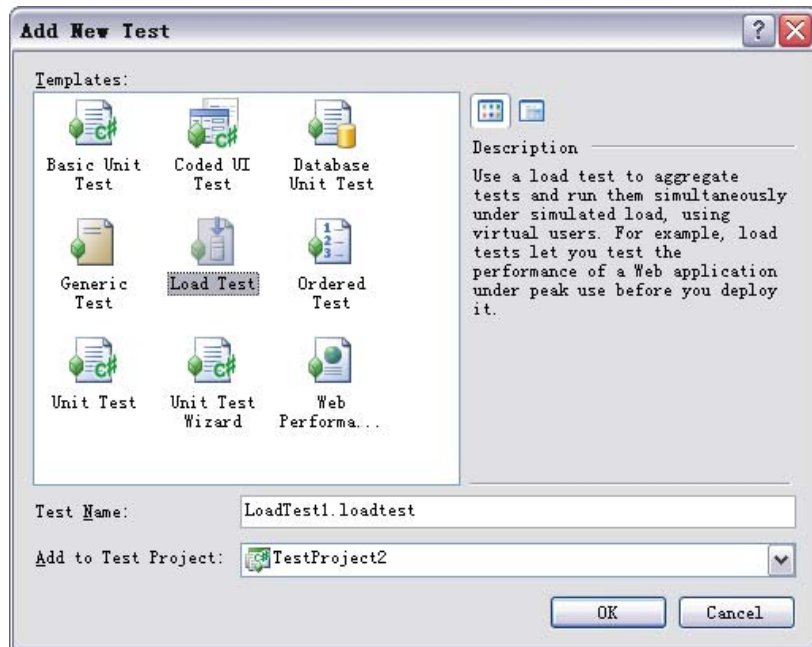 Add New Test
Templates:
Basic Unit
Test
Coded UI
Test
Database
Unit Test
Generic
Test
Load Test
Ordered
Test
Unit Test
Unit Test
Wizard
Web
Performa...
Description
Use a load test to aggregate
tests and run them simultaneously
under simulated load, using
virtual users. For example, load
tests let you test the
performance of a Web application
under peak use before you deploy
it.
Test Name:
LoadTest1.loadtest
Add to Test Project:
TestProject2
OK
Cancel